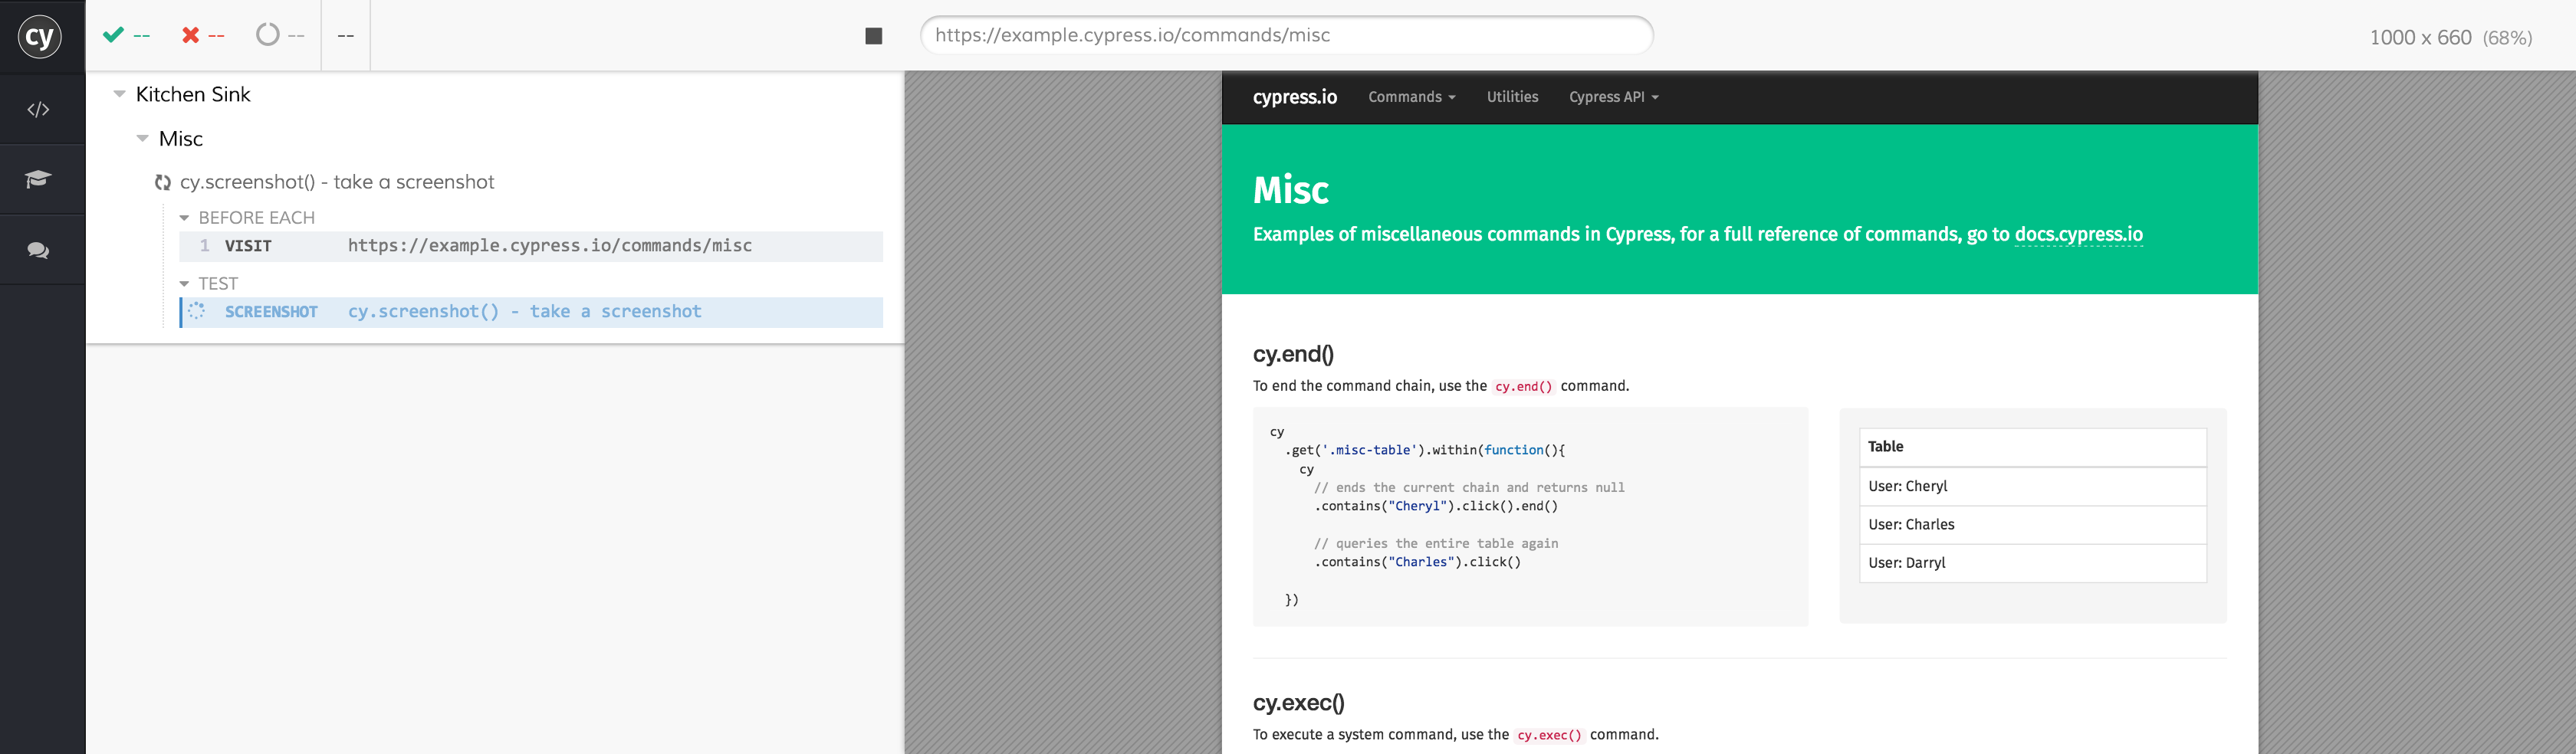 cy
-- -- -- --
https://example.cypress.io/commands/misc
1000 x 660 (68%)
Kitchen Sink
Misc
cy.screenshot() - take a screenshot
BEFORE EACH
1 VISIT https://example.cypress.io/commands/misc
TEST
SCREENSHOT cy.screenshot() - take a screenshot
cypress.io Commands Utilities Cypress API
Misc
Examples of miscellaneous commands in Cypress, for a full reference of commands, go to docs.cypress.io
cy.end()
To end the command chain, use the cy.end() command.
cy
.get('.misc-table').within(function(){
cy
// ends the current chain and returns null
.contains("Cheryl").click().end()
// queries the entire table again
.contains("Charles").click()
})
Table
User: Cheryl
User: Charles
User: Darryl
cy.exec()
To execute a system command, use the cy.exec() command.